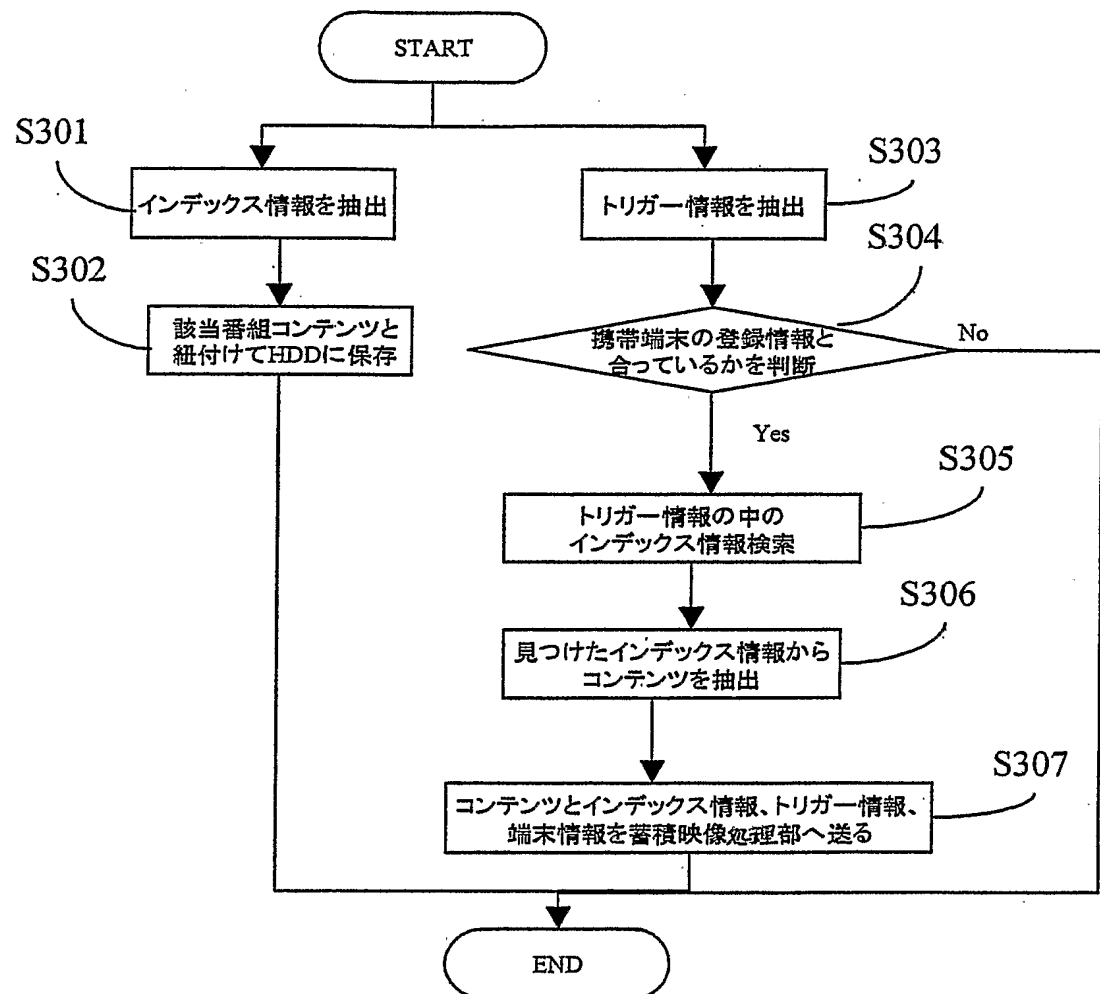 START
S301
インデックス情報を抽出
S302
該当番組コンテンツと
紐付けてHDDに保存
S303
トリガー情報を抽出
S304
携帯端末の登録情報と
合っているかを判断
No
Yes
S305
トリガー情報の中の
インデックス情報検索
S306
見つけたインデックス情報から
コンテンツを抽出
S307
コンテンツとインデックス情報、トリガー情報、
端末情報を蓄積映像処理部へ送る
END